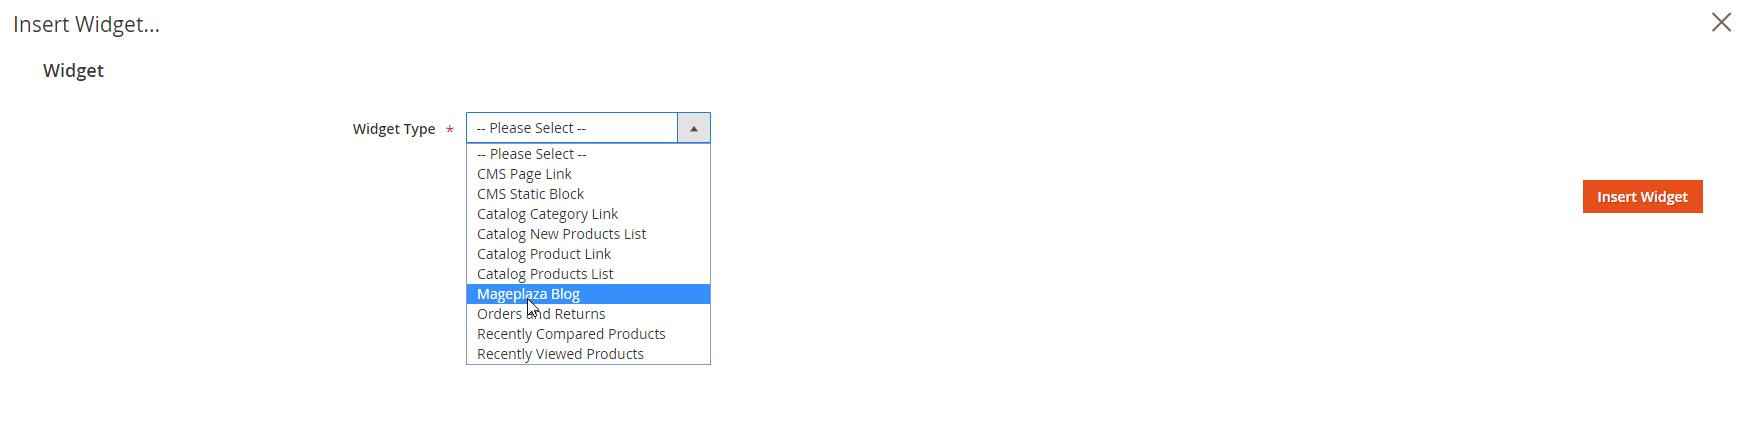 Insert Widget...
Widget
Widget Type *
-- Please Select --
-- Please Select --
CMS Page Link
CMS Static Block
Catalog Category Link
Catalog New Products List
Catalog Product Link
Catalog Products List
Mageplaza Blog
Orders and Returns
Recently Compared Products
Recently Viewed Products
Insert Widget